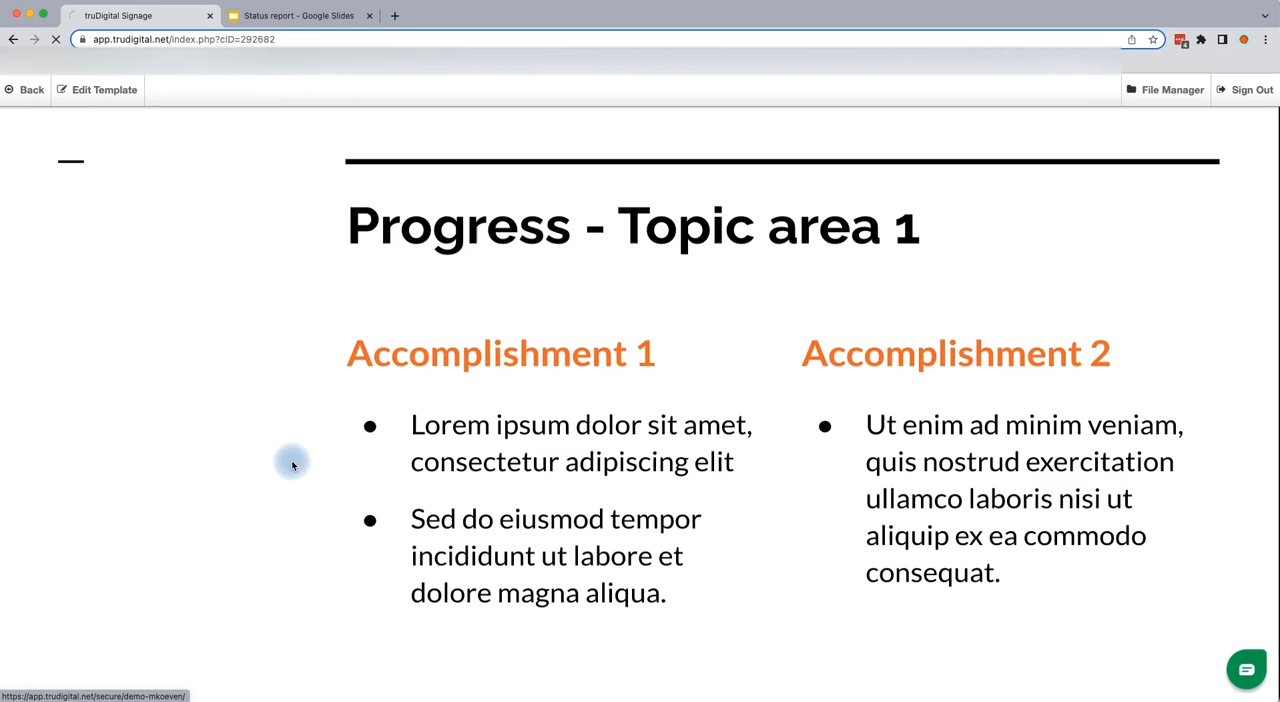 truDigital Signage
Status report - Google Slides
app.trudigital.net/index.php?cID=292682
4
Back
Edit Template
File Manager
Sign Out
Progress - Topic area 1
Accomplishment 1
● Lorem ipsum dolor sit amet,
consectetur adipiscing elit
● Sed do eiusmod tempor
incididunt ut labore et
dolore magna aliqua.
Accomplishment 2
● Ut enim ad minim veniam,
quis nostrud exercitation
ullamco laboris nisi ut
aliquip ex ea commodo
consequat.
https://app.trudigital.net/secure/demo-mkoeven/